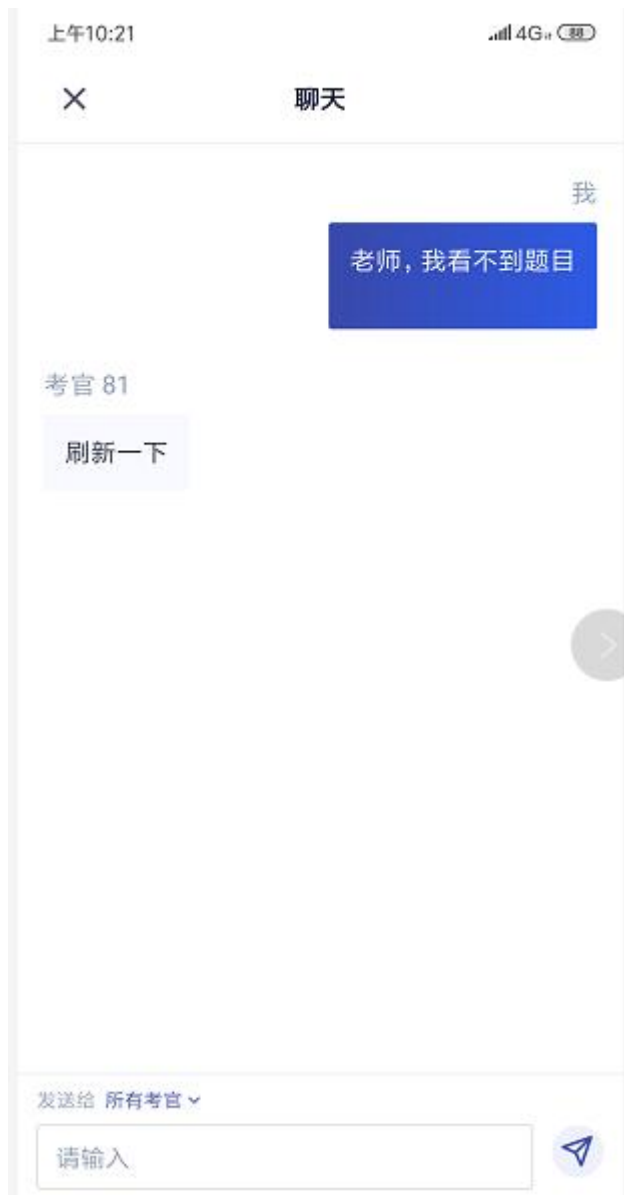 上午10:21 4G 88
聊天
我
老师，我看不到题目
考官 81
刷新一下
发送给 所有考官
请输入